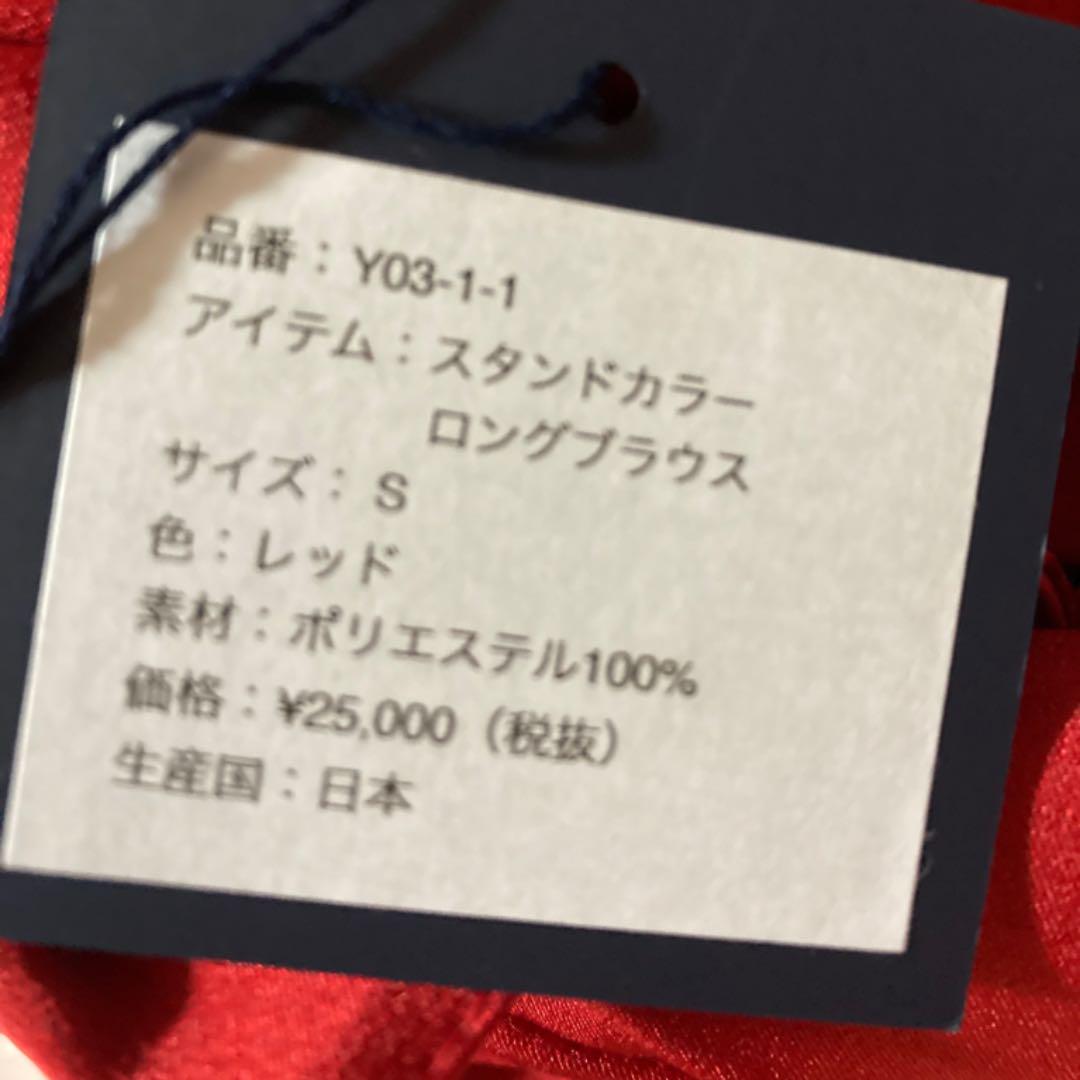 品番：Y03-1-1
アイテム：スタンドカラー
ロングブラウス
サイズ：S
色：レッド
素材：ポリエステル100%
価格：¥25,000（税抜）
生産国：日本